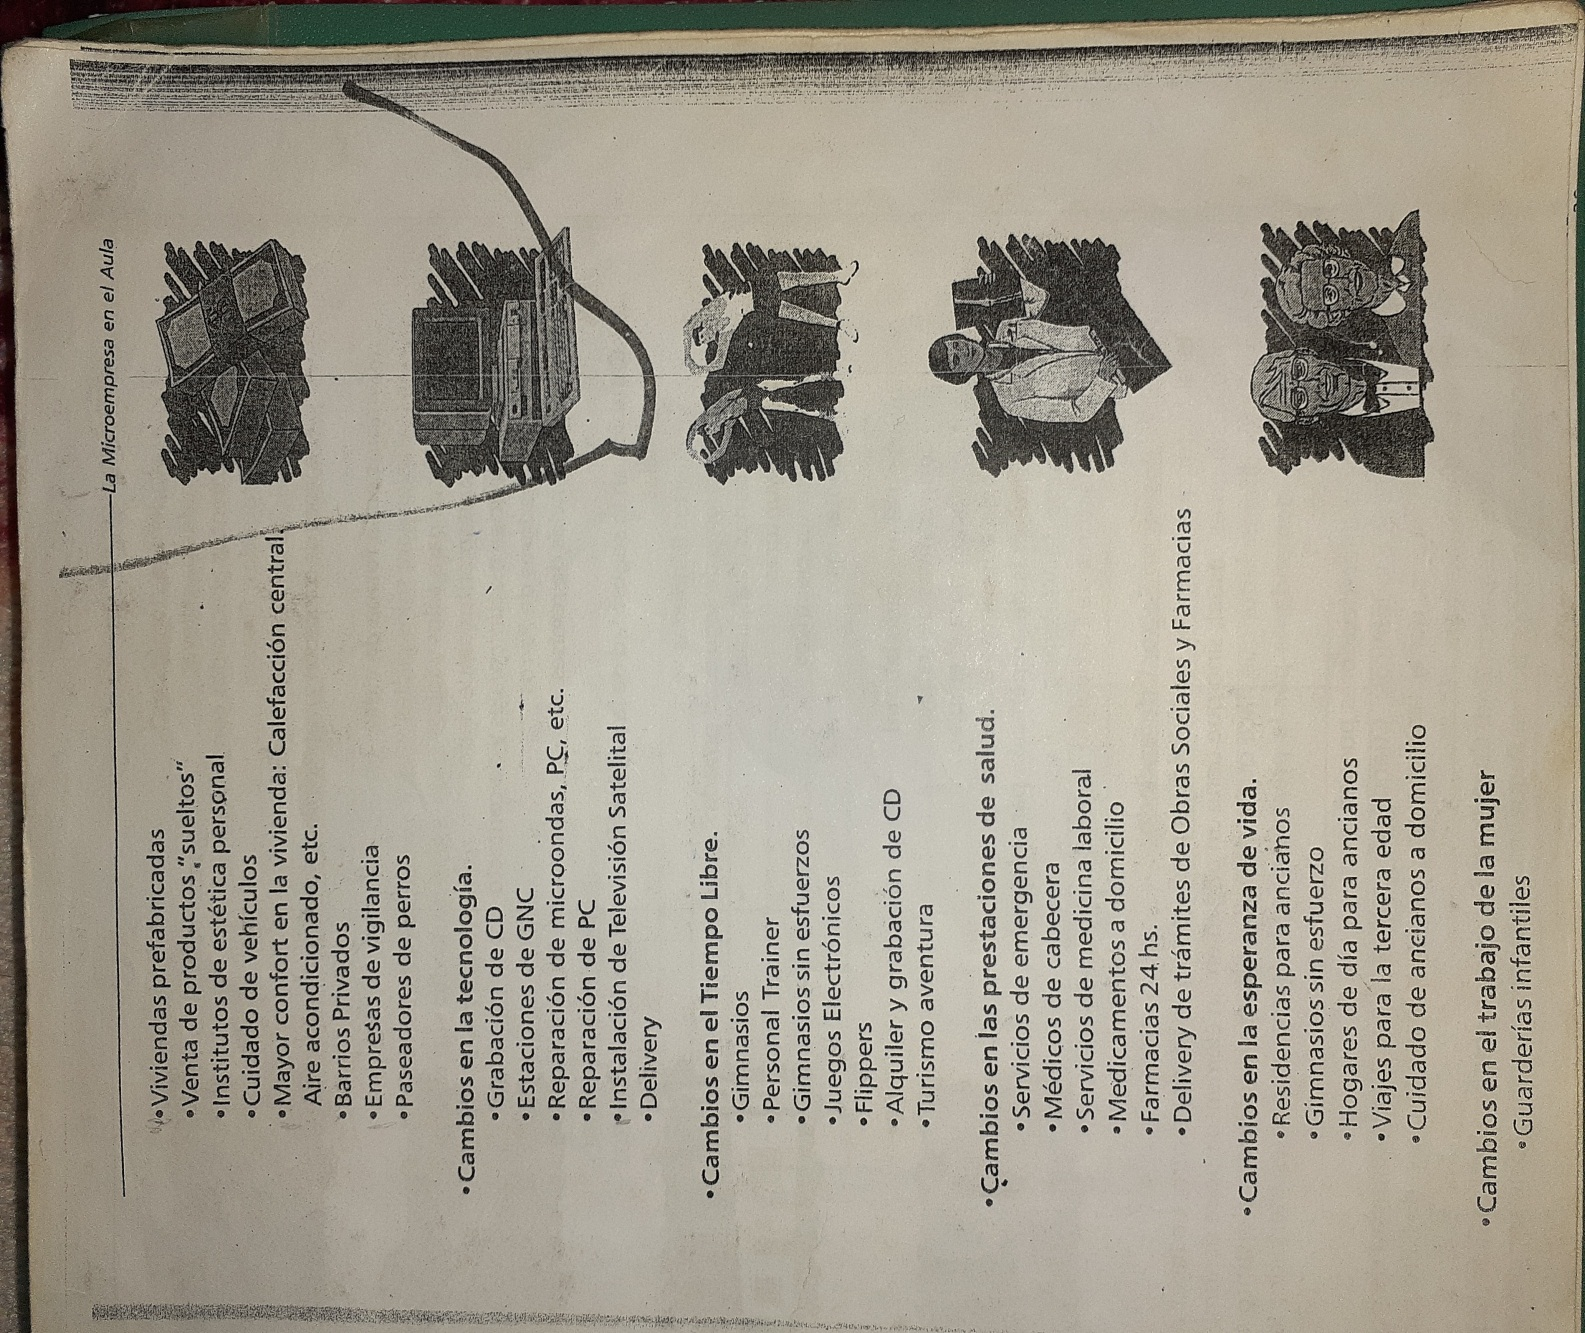 La Microempresa en el Aula
•Viviendas prefabricadas
•Venta de productos "sueltos"
•Institutos de estética personal
•Cuidado de vehículos
•Mayor confort en la vivienda: Calefacción central.
Aire acondicionado, etc.
•Barrios Privados
•Empresas de vigilancia
•Paseadores de perros
•Cambios en la tecnología.
•Grabación de CD
•Estaciones de GNC
•Reparación de microondas, PC, etc.
•Reparación de PC
•Instalación de Televisión Satelital
•Delivery
•Cambios en el Tiempo Libre.
•Gimnasios
•Personal Trainer
•Gimnasios sin esfuerzos
•Juegos Electrónicos
•Flippers
•Alquiler y grabación de CD
•Turismo aventura
•Cambios en las prestaciones de salud.
•Servicios de emergencia
•Médicos de cabecera
•Servicios de medicina laboral
•Medicamentos a domicilio
•Farmacias 24 hs.
•Delivery de trámites de Obras Sociales y Farmacias
•Cambios en la esperanza de vida.
•Residencias para ancianos
•Gimnasios sin esfuerzo
•Hogares de día para ancianos
•Viajes para la tercera edad
•Cuidado de ancianos a domicilio
•Cambios en el trabajo de la mujer
•Guarderías infantiles